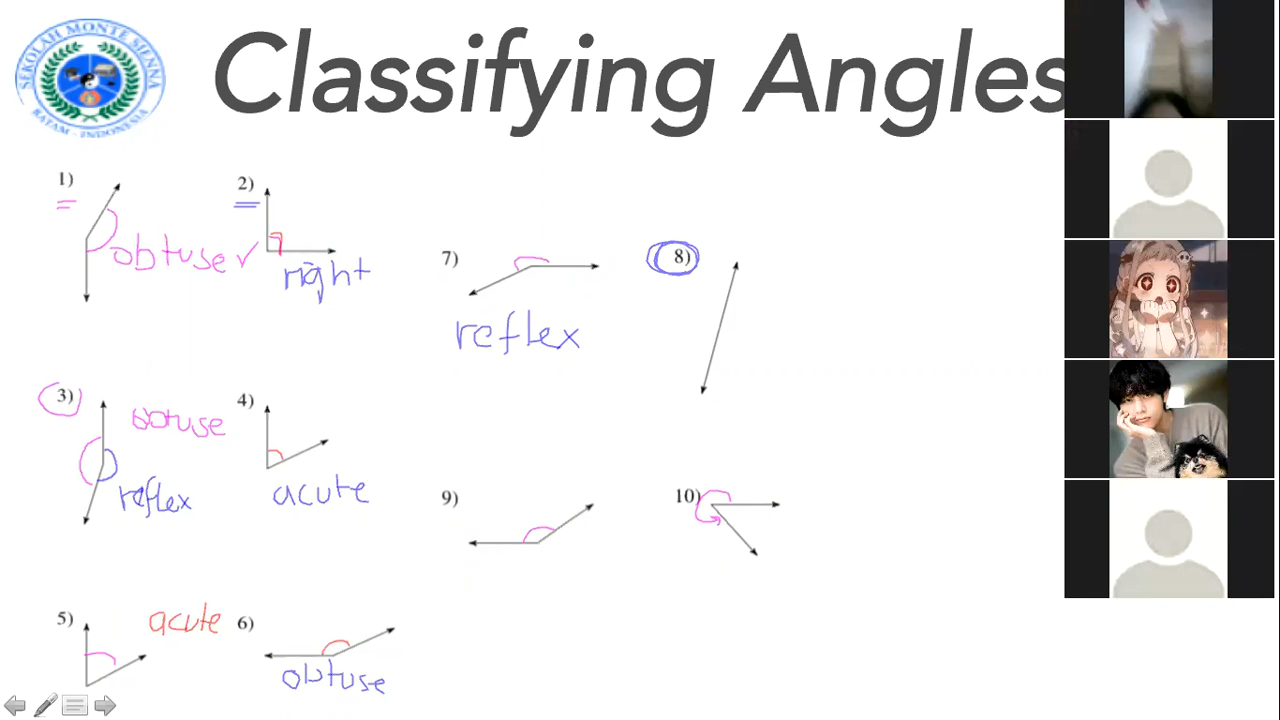 SEKOLAH MONTE SIENNA
BATAM - INDONESIA
Classifying Angles
1)
obtuse
2)
right
3)
obtuse
reflex
4)
acute
5)
acute
6)
obtuse
7)
reflex
8)
9)
10)